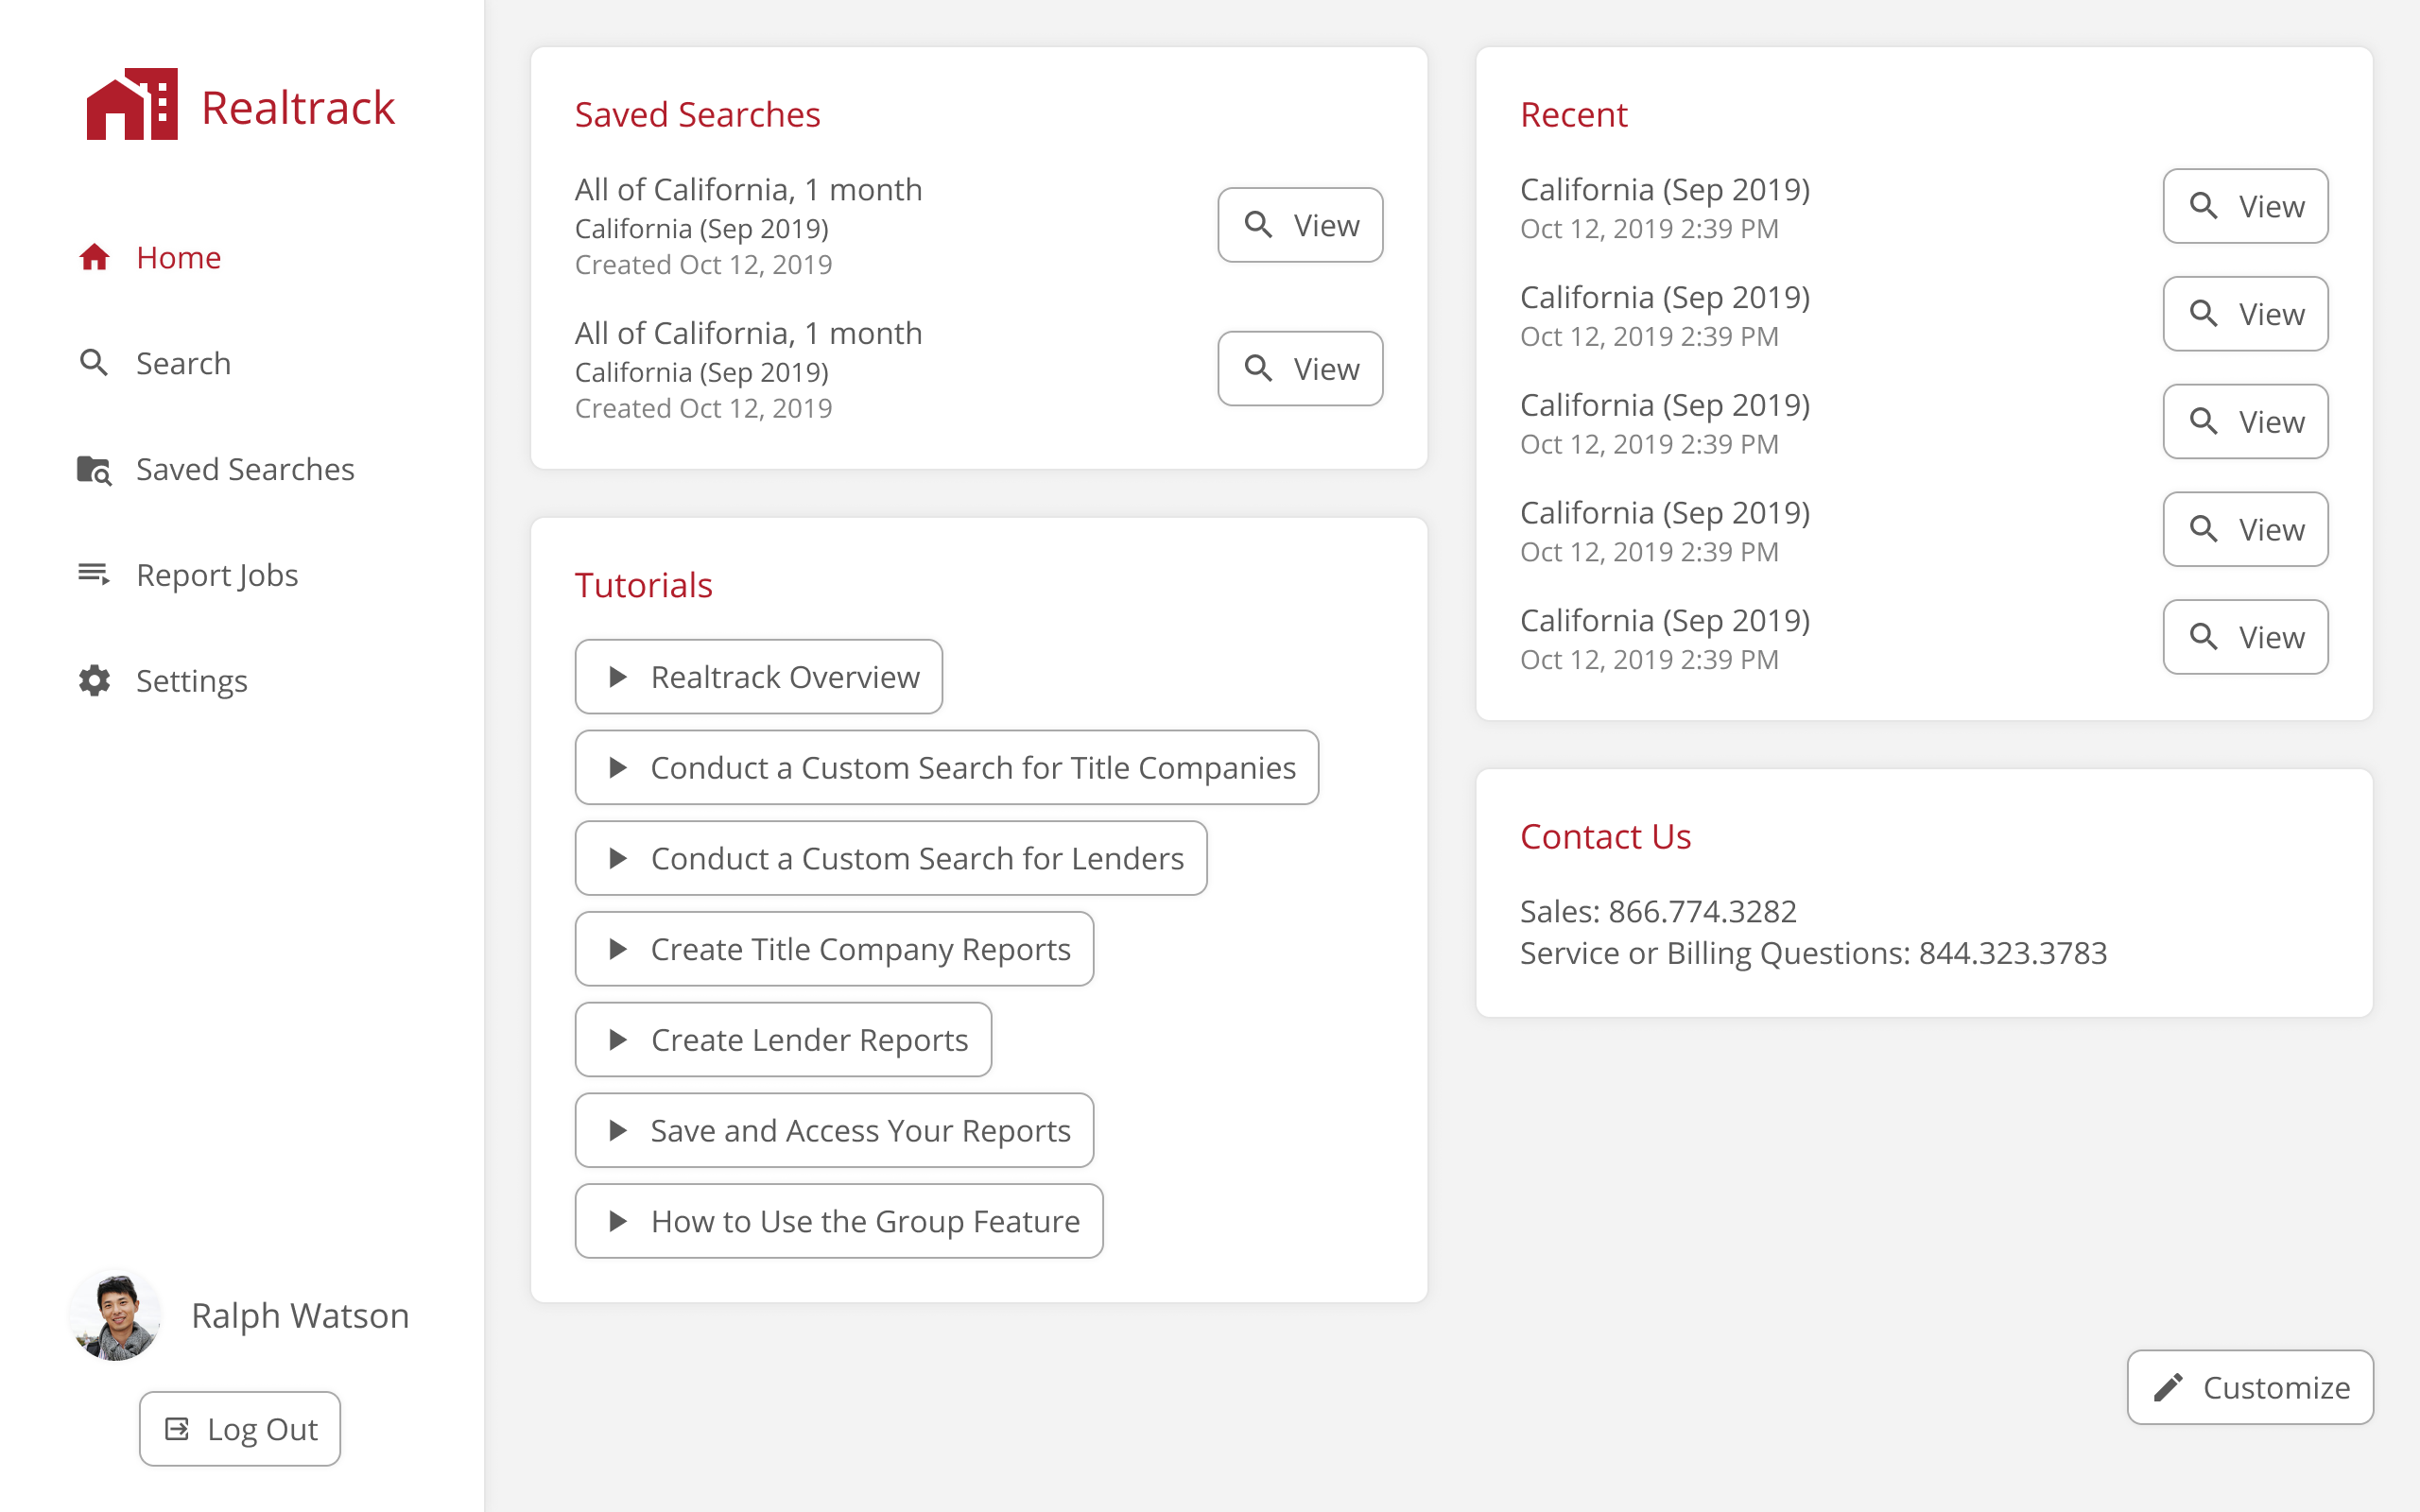 Realtrack
Home
Search
Saved Searches
Report Jobs
Settings
Ralph Watson
Log Out
Saved Searches
All of California, 1 month
California (Sep 2019)
Created Oct 12, 2019
View
All of California, 1 month
California (Sep 2019)
Created Oct 12, 2019
View
Tutorials
Realtrack Overview
Conduct a Custom Search for Title Companies
Conduct a Custom Search for Lenders
Create Title Company Reports
Create Lender Reports
Save and Access Your Reports
How to Use the Group Feature
Recent
California (Sep 2019)
Oct 12, 2019 2:39 PM
View
California (Sep 2019)
Oct 12, 2019 2:39 PM
View
California (Sep 2019)
Oct 12, 2019 2:39 PM
View
California (Sep 2019)
Oct 12, 2019 2:39 PM
View
California (Sep 2019)
Oct 12, 2019 2:39 PM
View
Contact Us
Sales: 866.774.3282
Service or Billing Questions: 844.323.3783
Customize